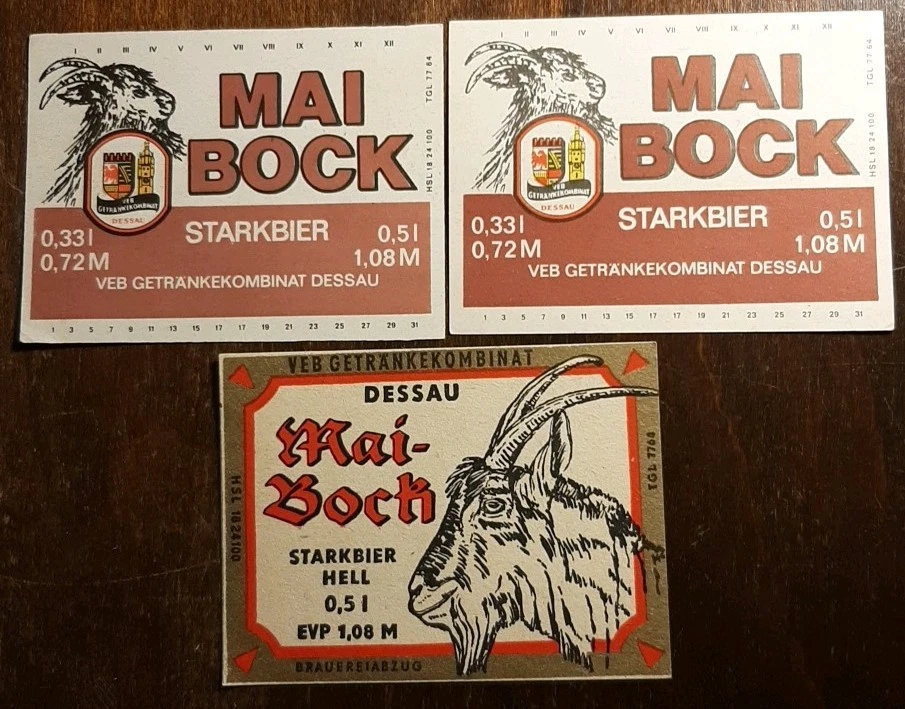 I II III IV V VI VII VIII IX X XI XII
MAI
BOCK
HSL 18 24 100 TGL 77 64
VEB
GETRÄNKEKOMBINAT
DESSAU
0,33 l STARKBIER 0,5 l
0,72 M 1,08 M
VEB GETRÄNKEKOMBINAT DESSAU
1 3 5 7 9 11 13 15 17 19 21 23 25 27 29 31
I II III IV V VI VII VIII IX X XI XII
MAI
BOCK
HSL 18 24 100 TGL 77 64
VEB
GETRÄNKEKOMBINAT
DESSAU
0,33 l STARKBIER 0,5 l
0,72 M 1,08 M
VEB GETRÄNKEKOMBINAT DESSAU
1 3 5 7 9 11 13 15 17 19 21 23 25 27 29 31
VEB GETRÄNKEKOMBINAT
DESSAU
Mai-
Bock
STARKBIER
HELL
0,5 l
EVP 1,08 M
BRAUEREIABZUG
HSL 1824100
TGL 7764